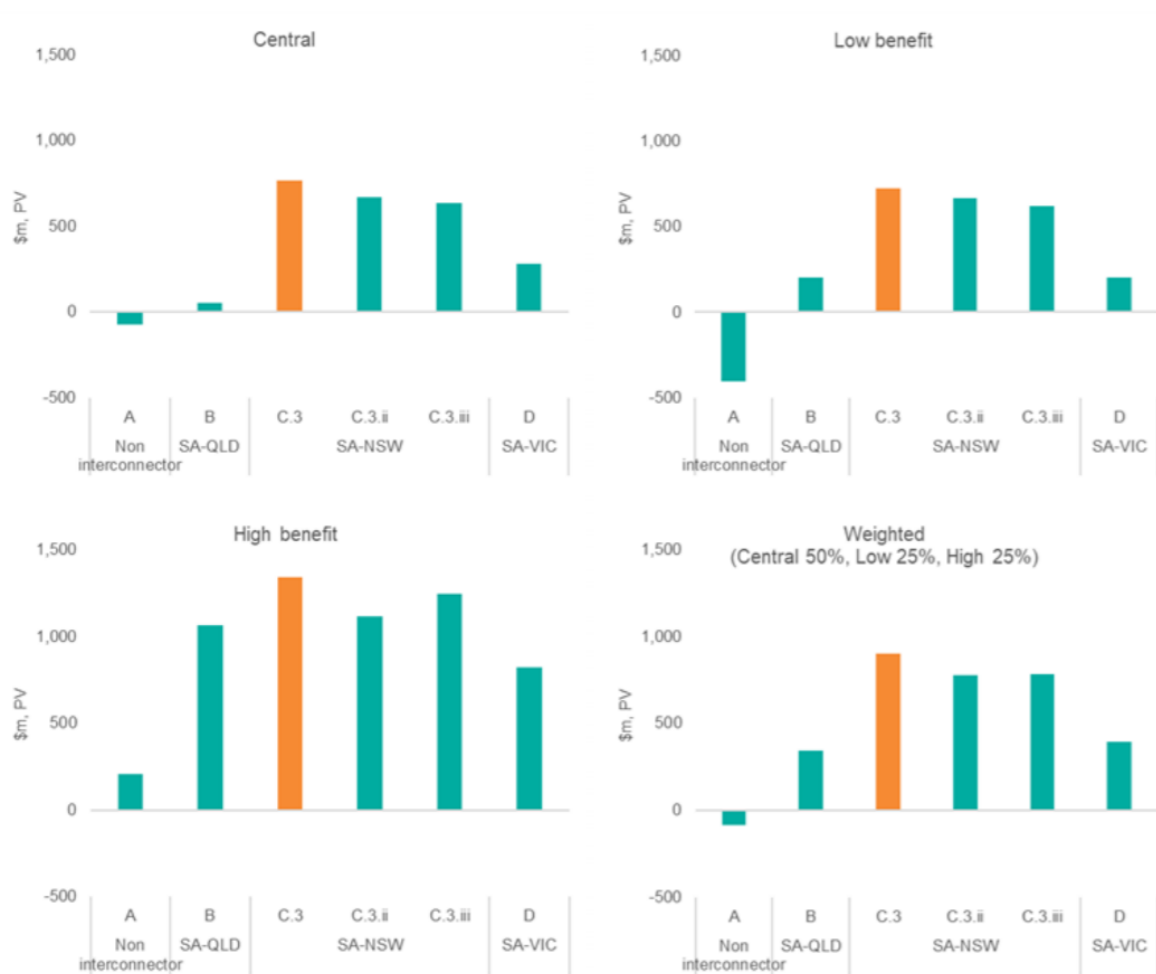 Central
1,500
1,000
500
0
-500
$m, PV
A B C.3 C.3.ii C.3.iii D
Non SA-QLD SA-NSW SA-VIC
interconnector
Low benefit
1,500
1,000
500
0
-500
$m, PV
A B C.3 C.3.ii C.3.iii D
Non SA-QLD SA-NSW SA-VIC
interconnector
High benefit
1,500
1,000
500
0
-500
$m, PV
A B C.3 C.3.ii C.3.iii D
Non SA-QLD SA-NSW SA-VIC
interconnector
Weighted
(Central 50%, Low 25%, High 25%)
1,500
1,000
500
0
-500
$m, PV
A B C.3 C.3.ii C.3.iii D
Non SA-QLD SA-NSW SA-VIC
interconnector